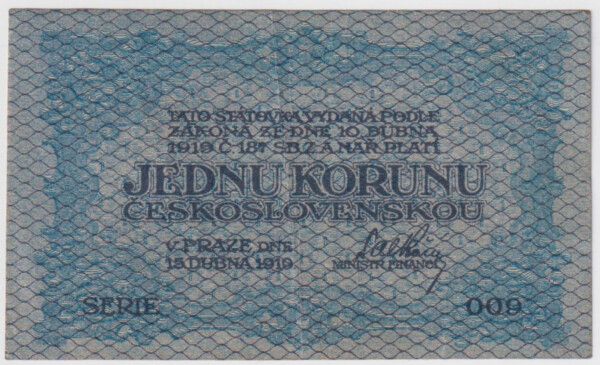 TATO STÁTOVKA VYDANÁ PODLE
ZÁKONA ZE DNE 10. DUBNA
1919 Č. 187 SB. Z. A NAŘ. PLATÍ
JEDNU KORUNU
ČESKOSLOVENSKOU
V PRAZE DNE
15. DUBNA 1919.
MINISTR FINANCÍ
SERIE 009